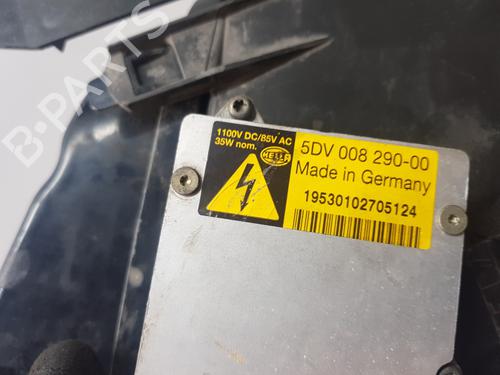 1100V DC/85V AC
35W nom.
HELLA
5DV 008 290-00
Made in Germany
19530102705124
B-PARTS